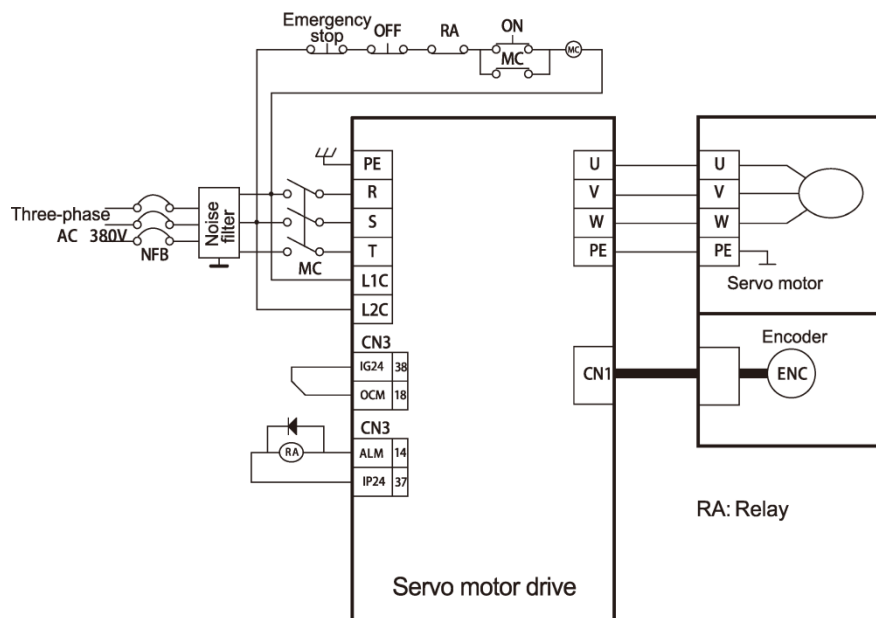 Emergency
stop
OFF
RA
ON
MC
MC
PE
R
S
T
L1C
L2C
Three-phase
AC 380V
NFB
Noise
filter
MC
CN3
IG24 38
OCM 18
CN3
RA
ALM 14
IP24 37
U
V
W
PE
CN1
U
V
W
PE
Servo motor
Encoder
ENC
RA: Relay
Servo motor drive